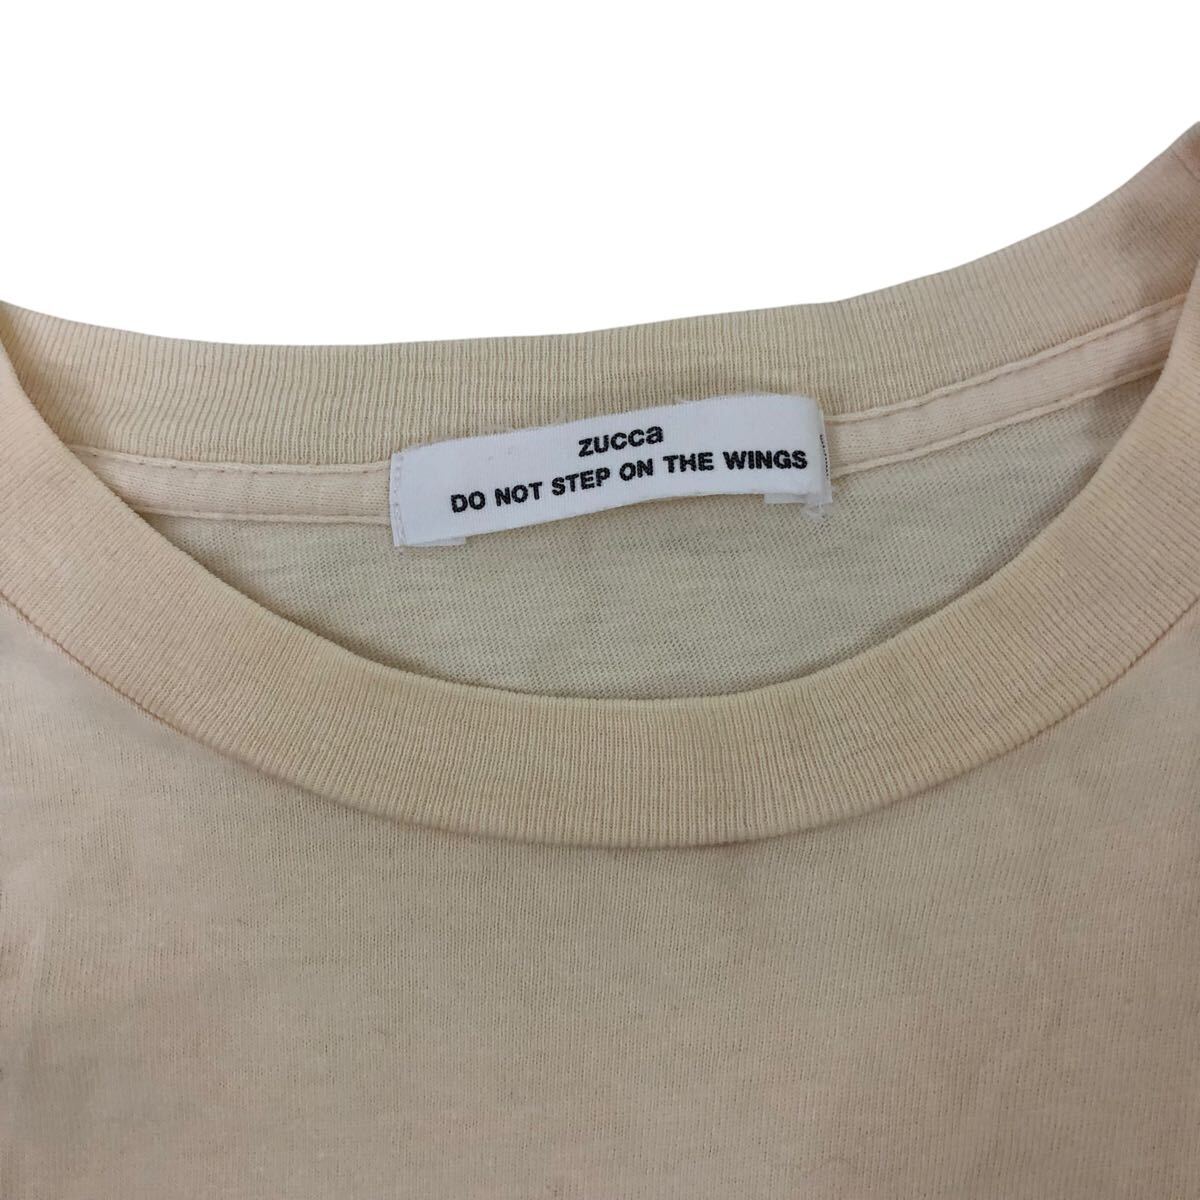 zucca
DO NOT STEP ON THE WINGS